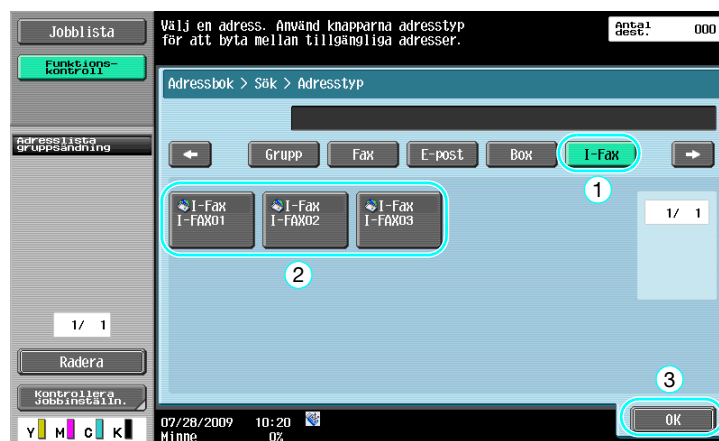 Jobblista
Välj en adress. Använd knapparna adresstyp
för att byta mellan tillgängliga adresser.
Antal dest. 000
Funktions-
kontroll
Adressbok > Sök > Adresstyp
Adresslista
gruppsändning
Grupp Fax E-post Box I-Fax
1
I-Fax I-Fax I-Fax
I-FAX01 I-FAX02 I-FAX03
1/ 1
2
1/ 1
Radera
3
Kontrollera
jobbinställn.
OK
07/28/2009 10:20
Y M C K
Minne 0%